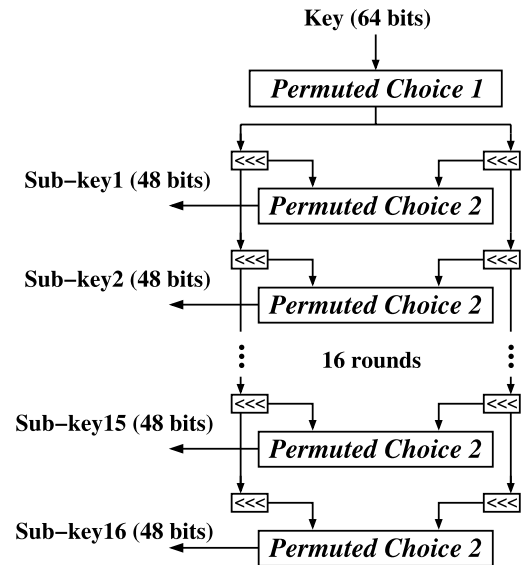 Key (64 bits)
Permuted Choice 1
<<< <<<
Sub-key1 (48 bits)
Permuted Choice 2
<<< <<<
Sub-key2 (48 bits)
Permuted Choice 2
16 rounds
<<< <<<
Sub-key15 (48 bits)
Permuted Choice 2
<<< <<<
Sub-key16 (48 bits)
Permuted Choice 2